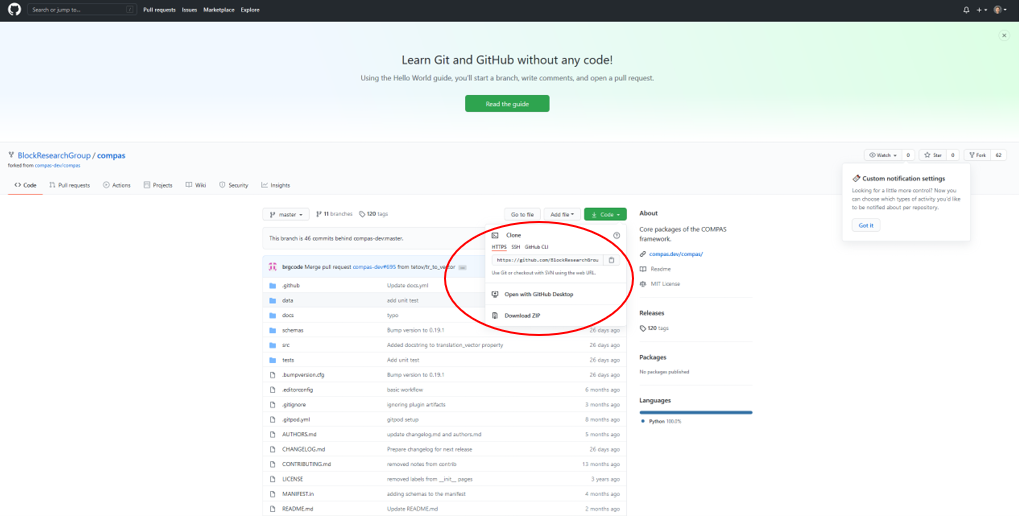 Search or jump to... /
Pull requests Issues Marketplace Explore
Learn Git and GitHub without any code!
Using the Hello World guide, you'll start a branch, write comments, and open a pull request.
Read the guide
BlockResearchGroup / compas
forked from compas-dev/compas
Watch 0 Star 0 Fork 62
Code Pull requests Actions Projects Wiki Security Insights
Custom notification settings
Looking for a little more control? Now you
can choose which types of activity you'd like
to be notified about per repository.
Got it
master 11 branches 120 tags
Go to file Add file Code
This branch is 46 commits behind compas-dev:master.
brgcode Merge pull request compas-dev#695 from tetov/tr_to_vector ...
Clone
HTTPS SSH GitHub CLI
https://github.com/BlockResearchGrou
Use Git or checkout with SVN using the web URL.
Open with GitHub Desktop
Download ZIP
.github Update docs.yml
data add unit test
docs typo
schemas Bump version to 0.19.1 26 days ago
src Added docstring to translation_vector property 26 days ago
tests Add unit test 26 days ago
.bumpversion.cfg Bump version to 0.19.1 26 days ago
.editorconfig basic workflow 6 months ago
.gitignore ignoring plugin artifacts 3 months ago
.gitpod.yml gitpod setup 8 months ago
AUTHORS.md update changelog.md and authors.md 5 months ago
CHANGELOG.md Prepare changelog for next release 26 days ago
CONTRIBUTING.md removed notes from contrib 13 months ago
LICENSE removed labels from __init__ pages 3 years ago
MANIFEST.in adding schemas to the manifest 4 months ago
README.md Update README.md 2 months ago
About
Core packages of the COMPAS
framework.
compas.dev/compas/
Readme
MIT License
Releases
120 tags
Packages
No packages published
Languages
Python 100.0%